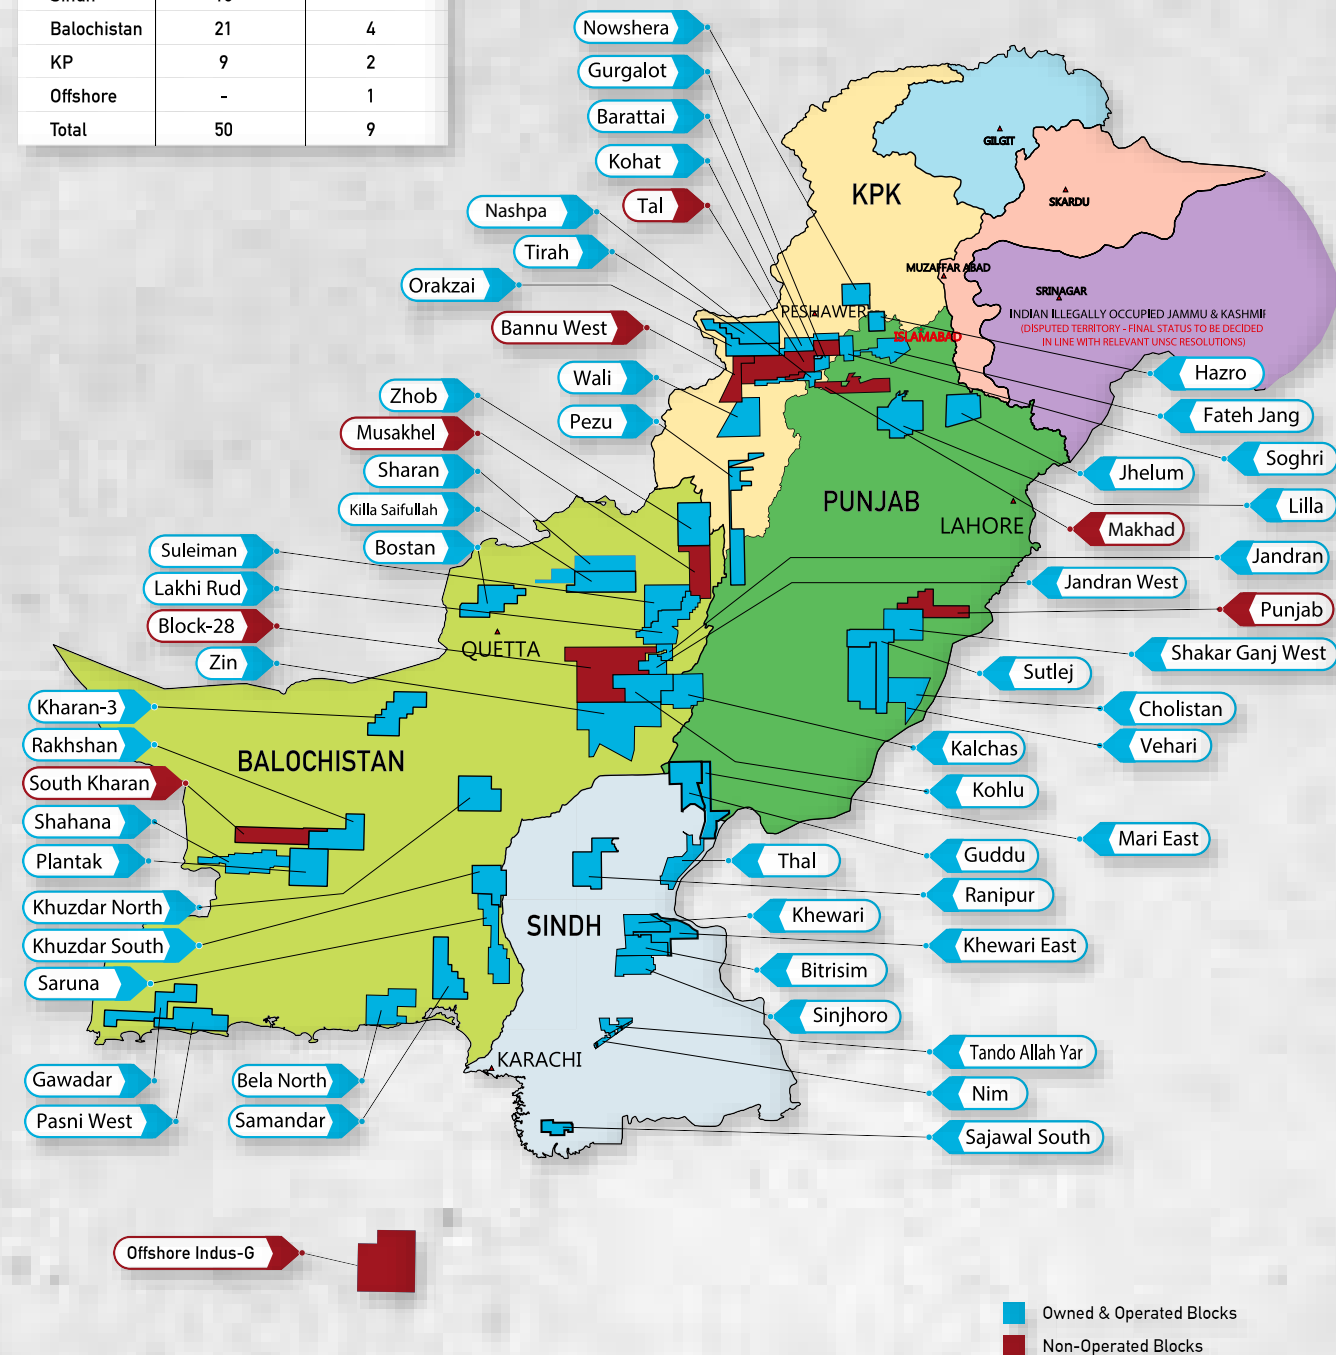 Balochistan 21 4
KP 9 2
Offshore - 1
Total 50 9
Nowshera
Gurgalot
Barattai
Kohat
Tal
Nashpa
Tirah
Orakzai
Bannu West
Wali
Pezu
Zhob
Musakhel
Sharan
Killa Saifullah
Bostan
Suleiman
Lakhi Rud
Block-28
Zin
Kharan-3
Rakhshan
South Kharan
Shahana
Plantak
Khuzdar North
Khuzdar South
Saruna
Gawadar
Pasni West
Bela North
Samandar
Offshore Indus-G
KPK
GILGIT
SKARDU
MUZAFFAR ABAD
SRINAGAR
INDIAN ILLEGALLY OCCUPIED JAMMU & KASHMIR
(DISPUTED TERRITORY - FINAL STATUS TO BE DECIDED
IN LINE WITH RELEVANT UNSC RESOLUTIONS)
PESHAWER
ISLAMABAD
PUNJAB
LAHORE
QUETTA
BALOCHISTAN
SINDH
KARACHI
Hazro
Fateh Jang
Soghri
Jhelum
Lilla
Makhad
Jandran
Jandran West
Punjab
Shakar Ganj West
Sutlej
Cholistan
Vehari
Kalchas
Kohlu
Mari East
Guddu
Thal
Ranipur
Khewari
Khewari East
Bitrisim
Sinjhoro
Tando Allah Yar
Nim
Sajawal South
Owned & Operated Blocks
Non-Operated Blocks